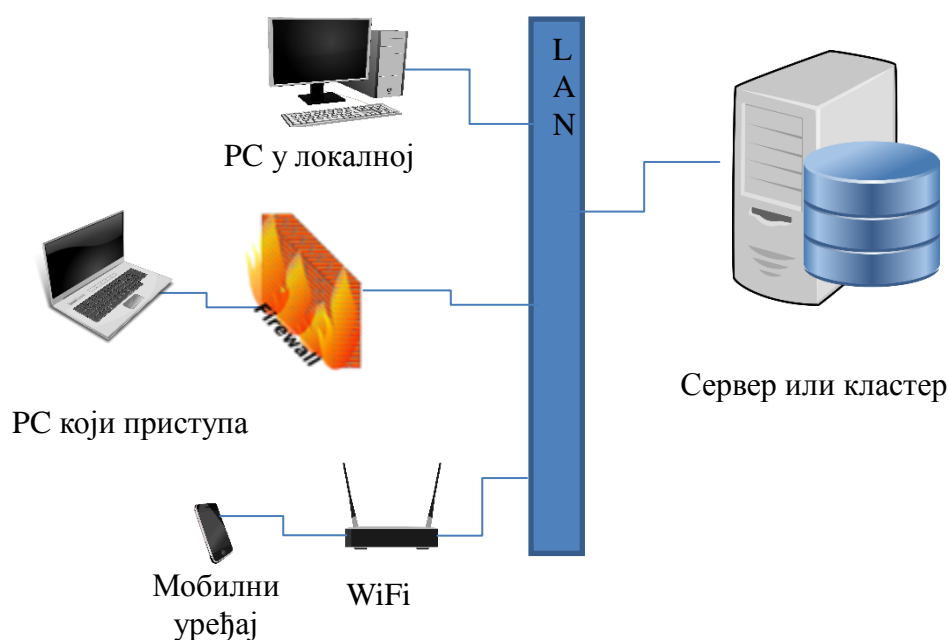 L
A
N
PC у локалној
Firewall
PC који приступа
Сервер или кластер
Мобилни
уређај
WiFi